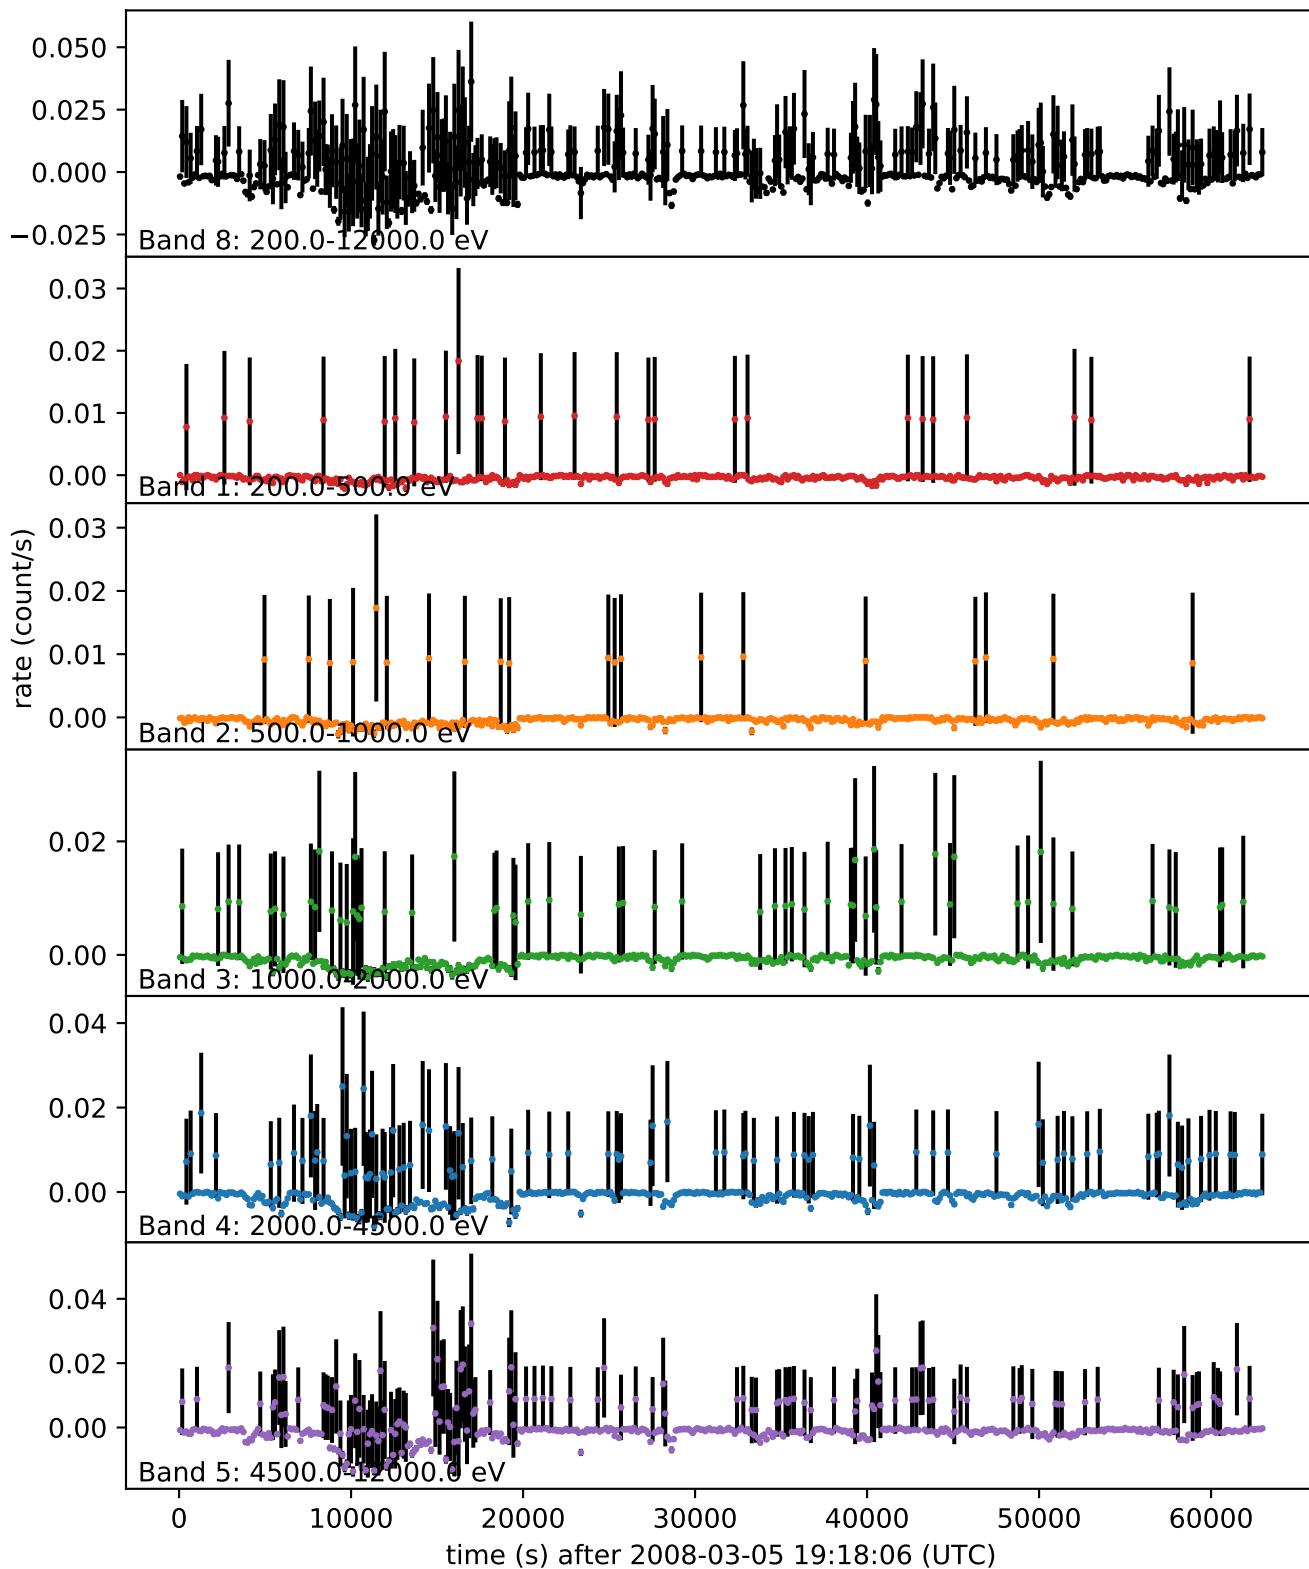 0.050
0.025
0.000
−0.025
Band 8: 200.0-12000.0 eV
0.03
0.02
0.01
0.00
Band 1: 200.0-500.0 eV
rate (count/s)
0.03
0.02
0.01
0.00
Band 2: 500.0-1000.0 eV
0.02
0.00
Band 3: 1000.0-2000.0 eV
0.04
0.02
0.00
Band 4: 2000.0-4500.0 eV
0.04
0.02
0.00
Band 5: 4500.0-12000.0 eV
0 10000 20000 30000 40000 50000 60000
time (s) after 2008-03-05 19:18:06 (UTC)